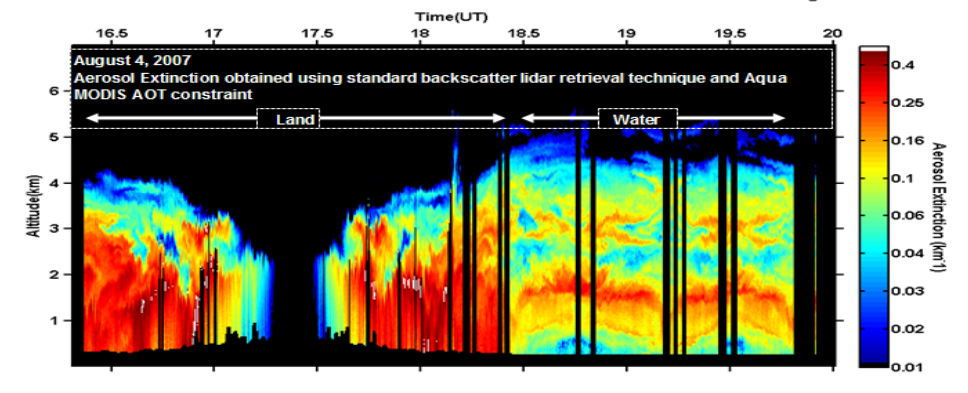 Time(UT)
16.5 17 17.5 18 18.5 19 19.5 20
August 4, 2007
Aerosol Extinction obtained using standard backscatter lidar retrieval technique and Aqua
MODIS AOT constraint
Land Water
6
5
4
3
2
1
Altitude(km)
0.4
0.25
0.16
0.1
0.06
0.04
0.03
0.02
0.01
Aerosol Extinction (km-1)